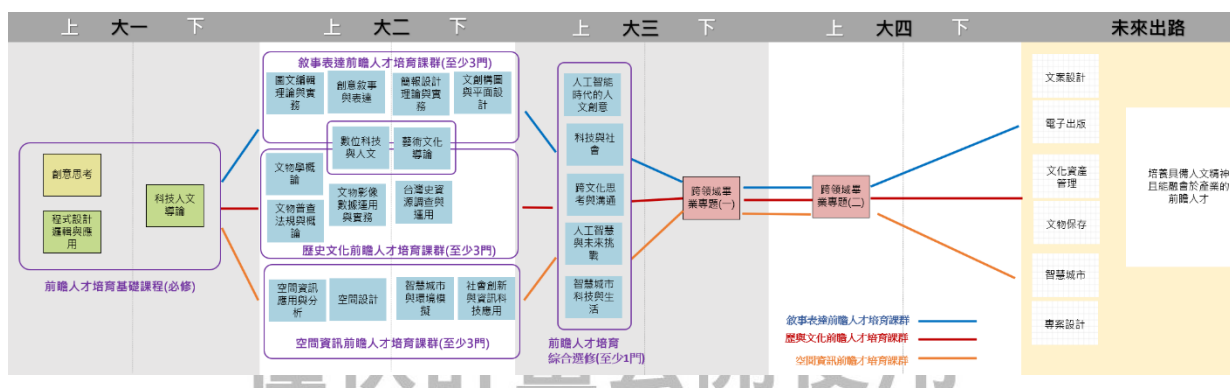 上 大一 下 上 大二 下 上 大三 下 上 大四 下 未來出路
敘事表達前瞻人才培育課群(至少3門)
圖文編輯
理論與實
務
創意敘事
與表達
簡報設計
理論與實
務
文創構圖
與平面設
計
數位科技
與人文
藝術文化
導論
文物學概
論
文物普查
法規與概
論
文物影像
數據運用
與實務
台灣史資
源調查與
運用
歷史文化前瞻人才培育課群(至少3門)
空間資訊
應用與分
析
空間設計
智慧城市
與環境模
擬
社會創新
與資訊科
技應用
空間資訊前瞻人才培育課群(至少3門)
創意思考
程式設計
邏輯與應
用
科技人文
導論
前瞻人才培育基礎課程(必修)
人工智能
時代的人
文創意
科技與社
會
跨文化思
考與溝通
人工智慧
與未來挑
戰
智慧城市
科技與生
活
前瞻人才培育
綜合選修(至少1門)
跨領域畢
業專題(一)
跨領域畢
業專題(二)
敘事表達前瞻人才培育課群
歷與文化前瞻人才培育課群
空間資訊前瞻人才培育課群
文案設計
電子出版
文化資產
管理
文物保存
智慧城市
專案設計
培養具備人文精神
且能融會於產業的
前瞻人才